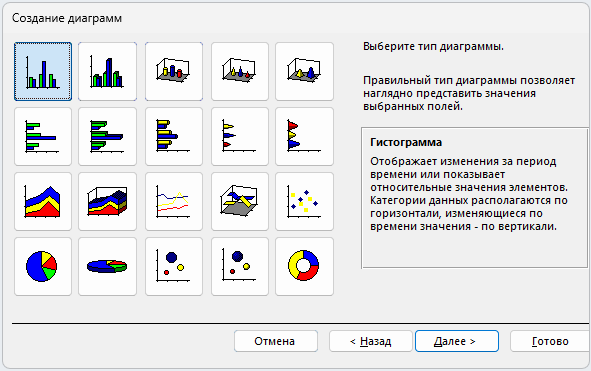 Создание диаграмм
Выберите тип диаграммы.
Правильный тип диаграммы позволяет
наглядно представить значения
выбранных полей.
Гистограмма
Отображает изменения за период
времени или показывает
относительные значения элементов.
Категории данных располагаются по
горизонтали, изменяющиеся по
времени значения - по вертикали.
Отмена
< Назад
Далее >
Готово